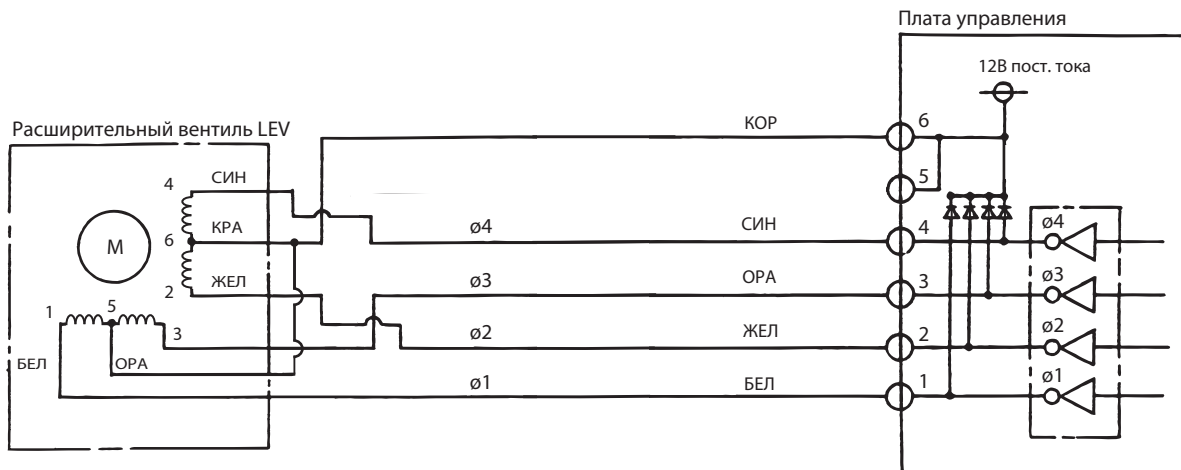 Плата управления
12В пост. тока
Расширительный вентиль LEV
КОР
6
5
4
СИН
КРА
6
ЖЕЛ
2
М
1
5
3
БЕЛ
ОРА
ø4
СИН
4
ø4
ø3
ОРА
3
ø3
ø2
ЖЕЛ
2
ø2
ø1
БЕЛ
1
ø1